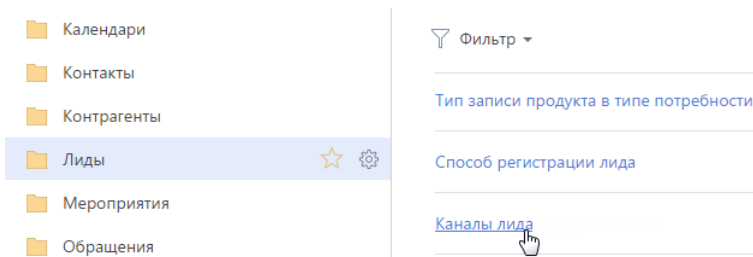 Календари
Контакты
Контрагенты
Лиды
Мероприятия
Обращения
Фильтр
Тип записи продукта в типе потребности
Способ регистрации лида
Каналы лида